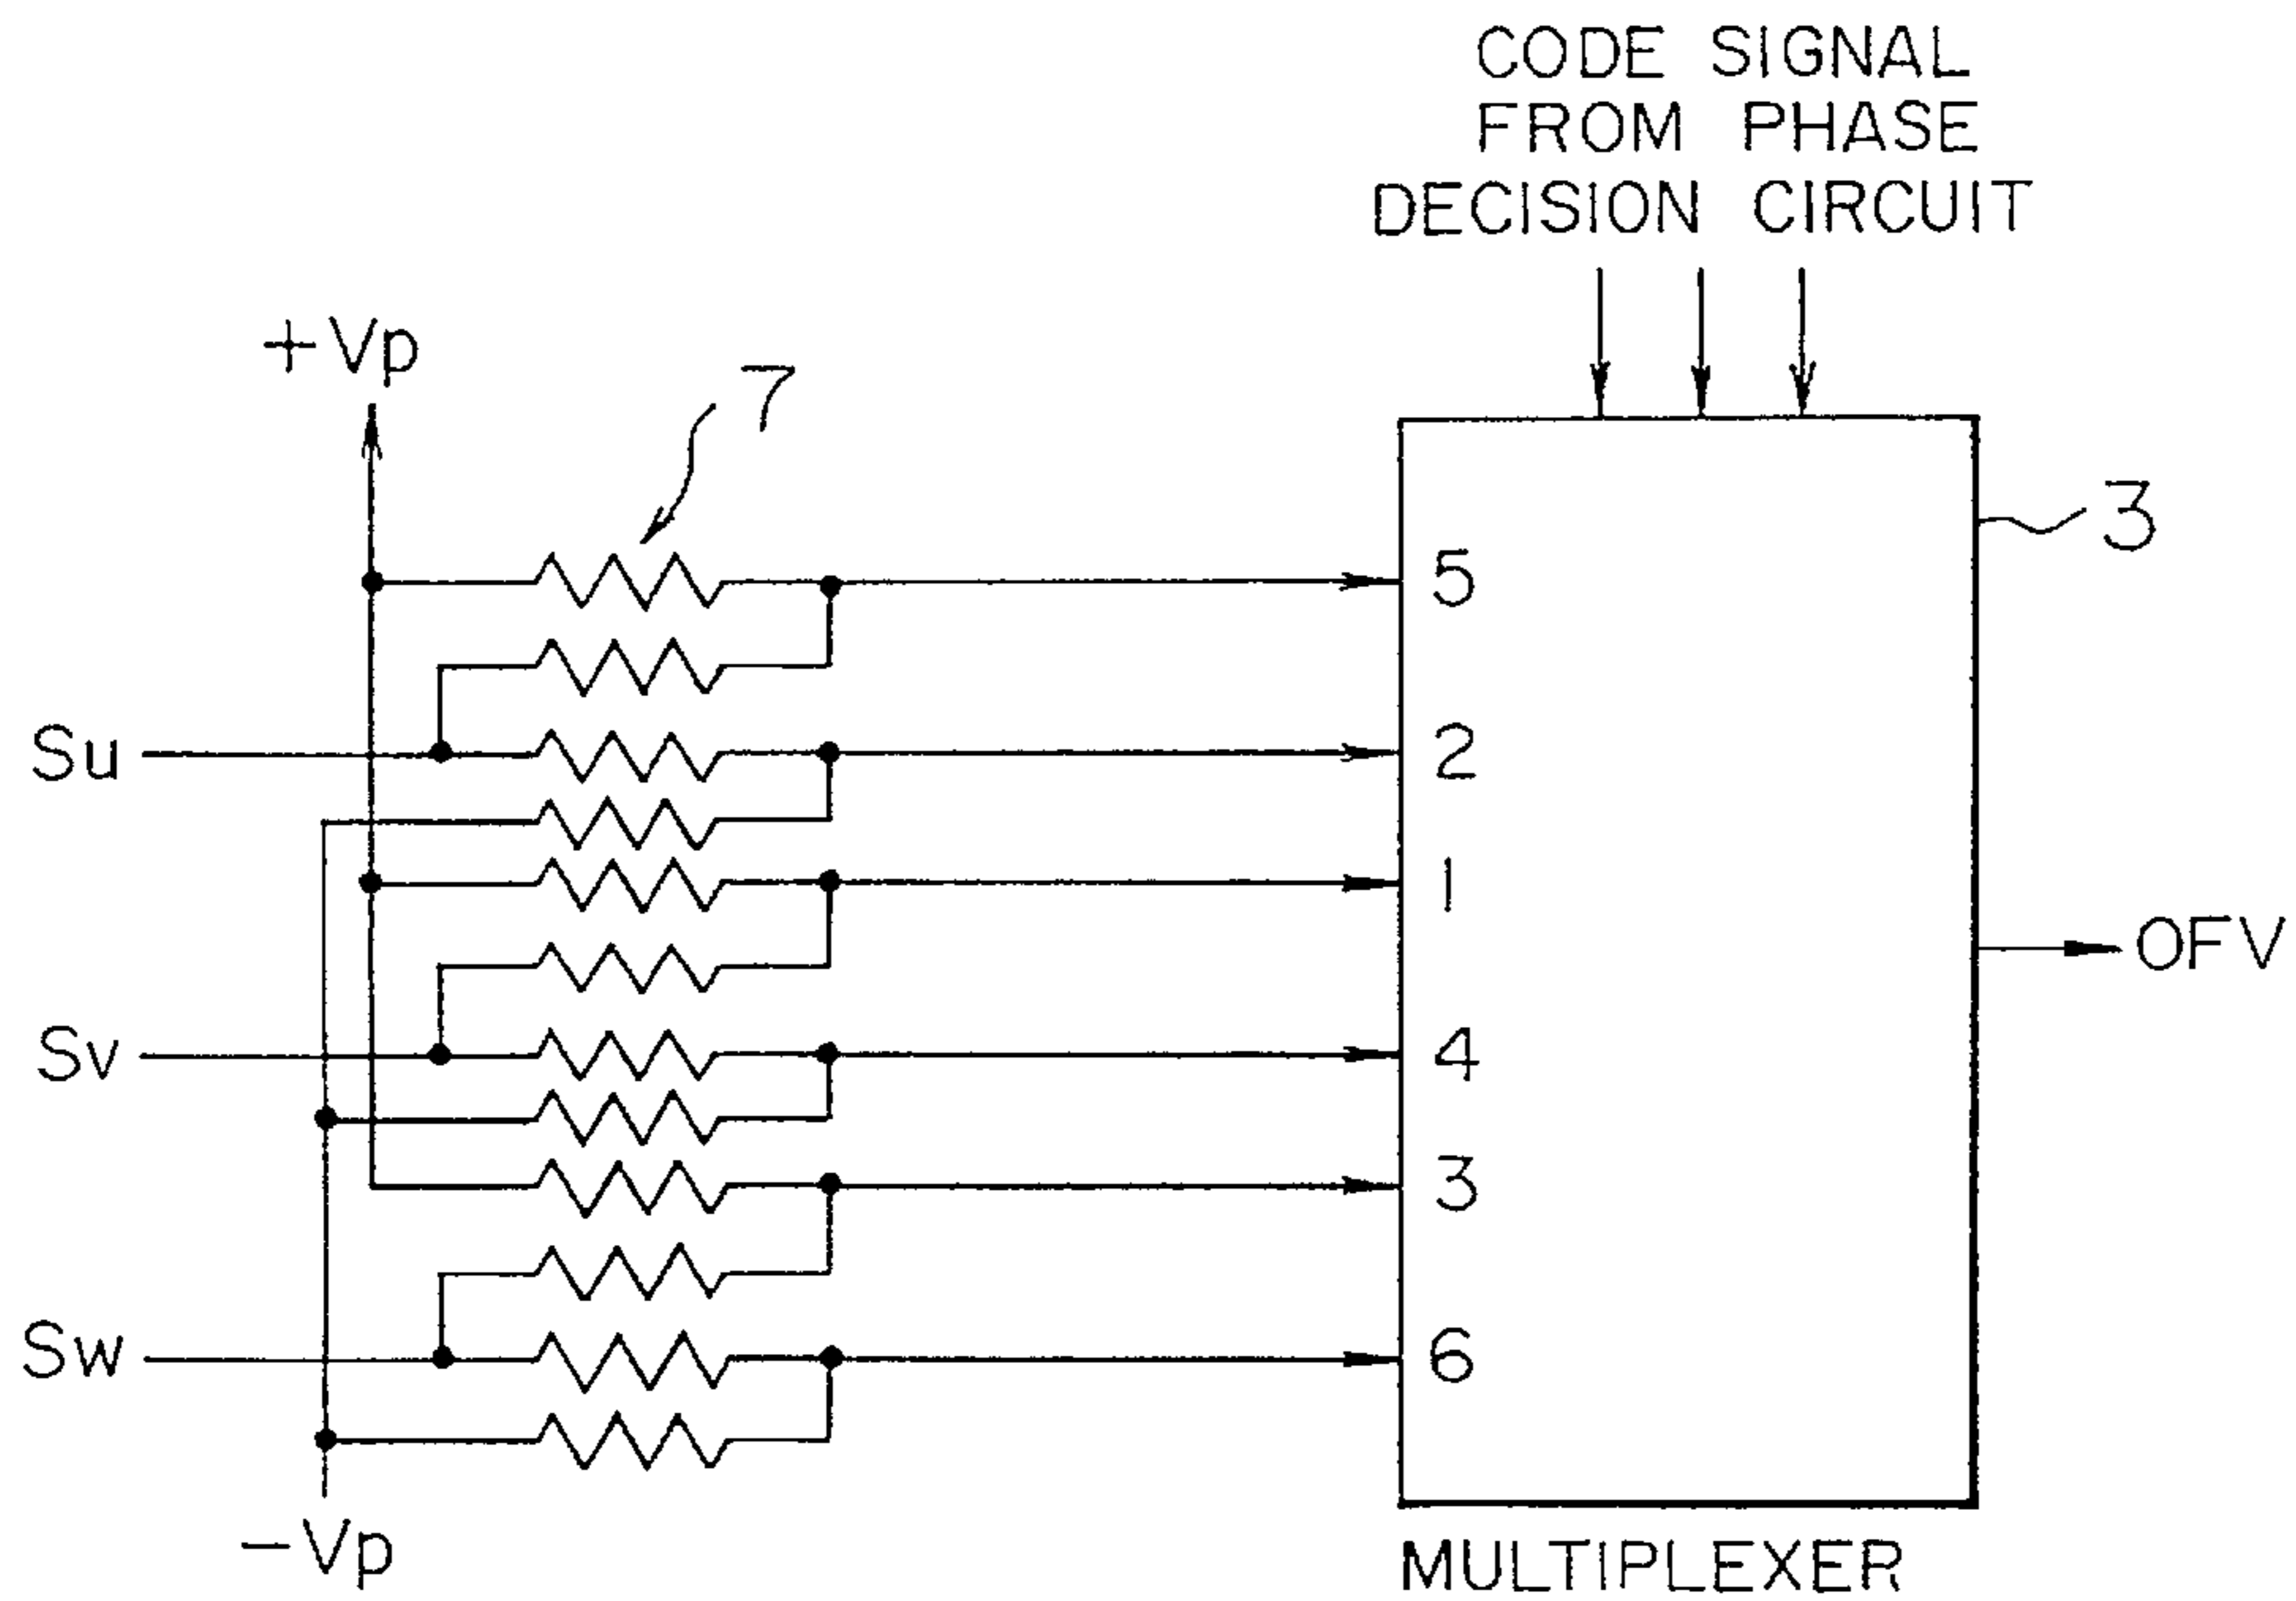 CODE SIGNAL
FROM PHASE
DECISION CIRCUIT
+Vp
7
3
5
Su
2
1
OFV
Sv
4
3
Sw
6
-Vp
MULTIPLEXER